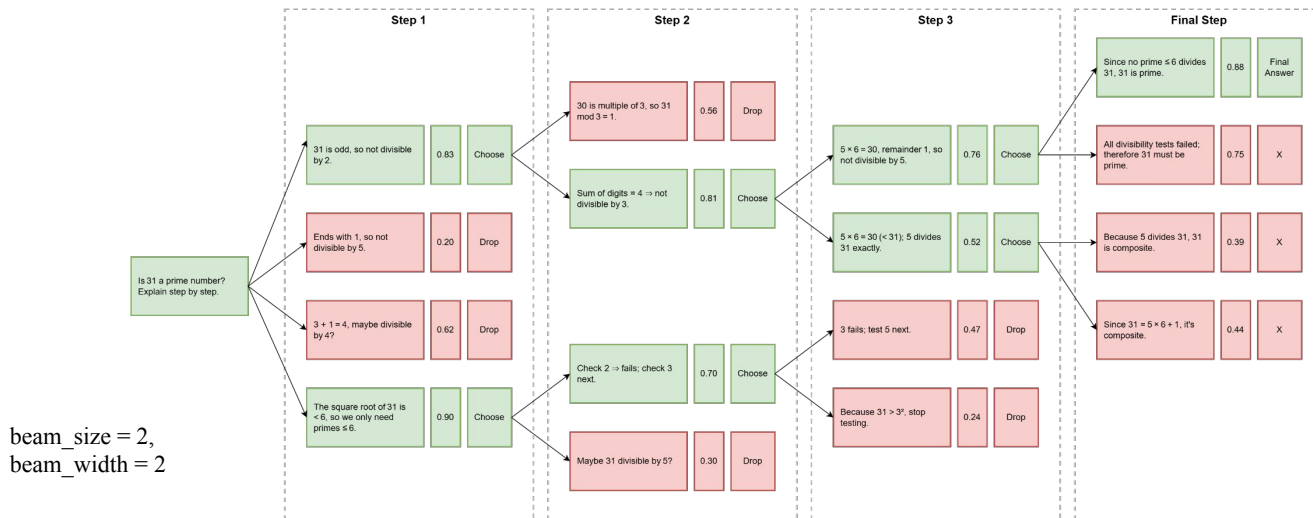 Step 1
Step 2
Step 3
Final Step
Is 31 a prime number?
Explain step by step.
31 is odd, so not divisible
by 2.
0.83
Choose
Ends with 1, so not
divisible by 5.
0.20
Drop
3 + 1 = 4, maybe divisible
by 4?
0.62
Drop
The square root of 31 is
< 6, so we only need
primes ≤ 6.
0.90
Choose
30 is multiple of 3, so 31
mod 3 = 1.
0.56
Drop
Sum of digits = 4 ⇒ not
divisible by 3.
0.81
Choose
Check 2 ⇒ fails; check 3
next.
0.70
Choose
Maybe 31 divisible by 5?
0.30
Drop
5 × 6 = 30, remainder 1, so
not divisible by 5.
0.76
Choose
5 × 6 = 30 (< 31); 5 divides
31 exactly.
0.52
Choose
3 fails; test 5 next.
0.47
Drop
Because 31 > 3², stop
testing.
0.24
Drop
Since no prime ≤ 6 divides
31, 31 is prime.
0.88
Final
Answer
All divisibility tests failed;
therefore 31 must be
prime.
0.75
X
Because 5 divides 31, 31
is composite.
0.39
X
Since 31 = 5 × 6 + 1, it's
composite.
0.44
X
beam_size = 2,
beam_width = 2